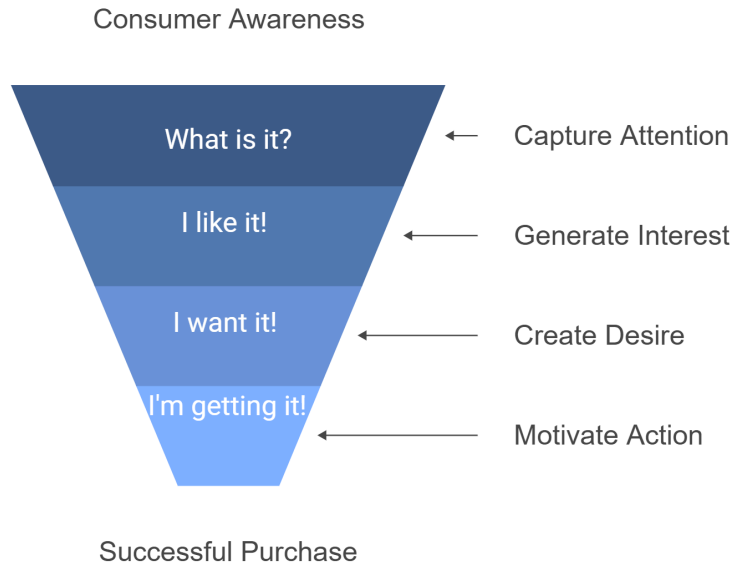 Consumer Awareness
What is it?
Capture Attention
I like it!
Generate Interest
I want it!
Create Desire
I'm getting it!
Motivate Action
Successful Purchase